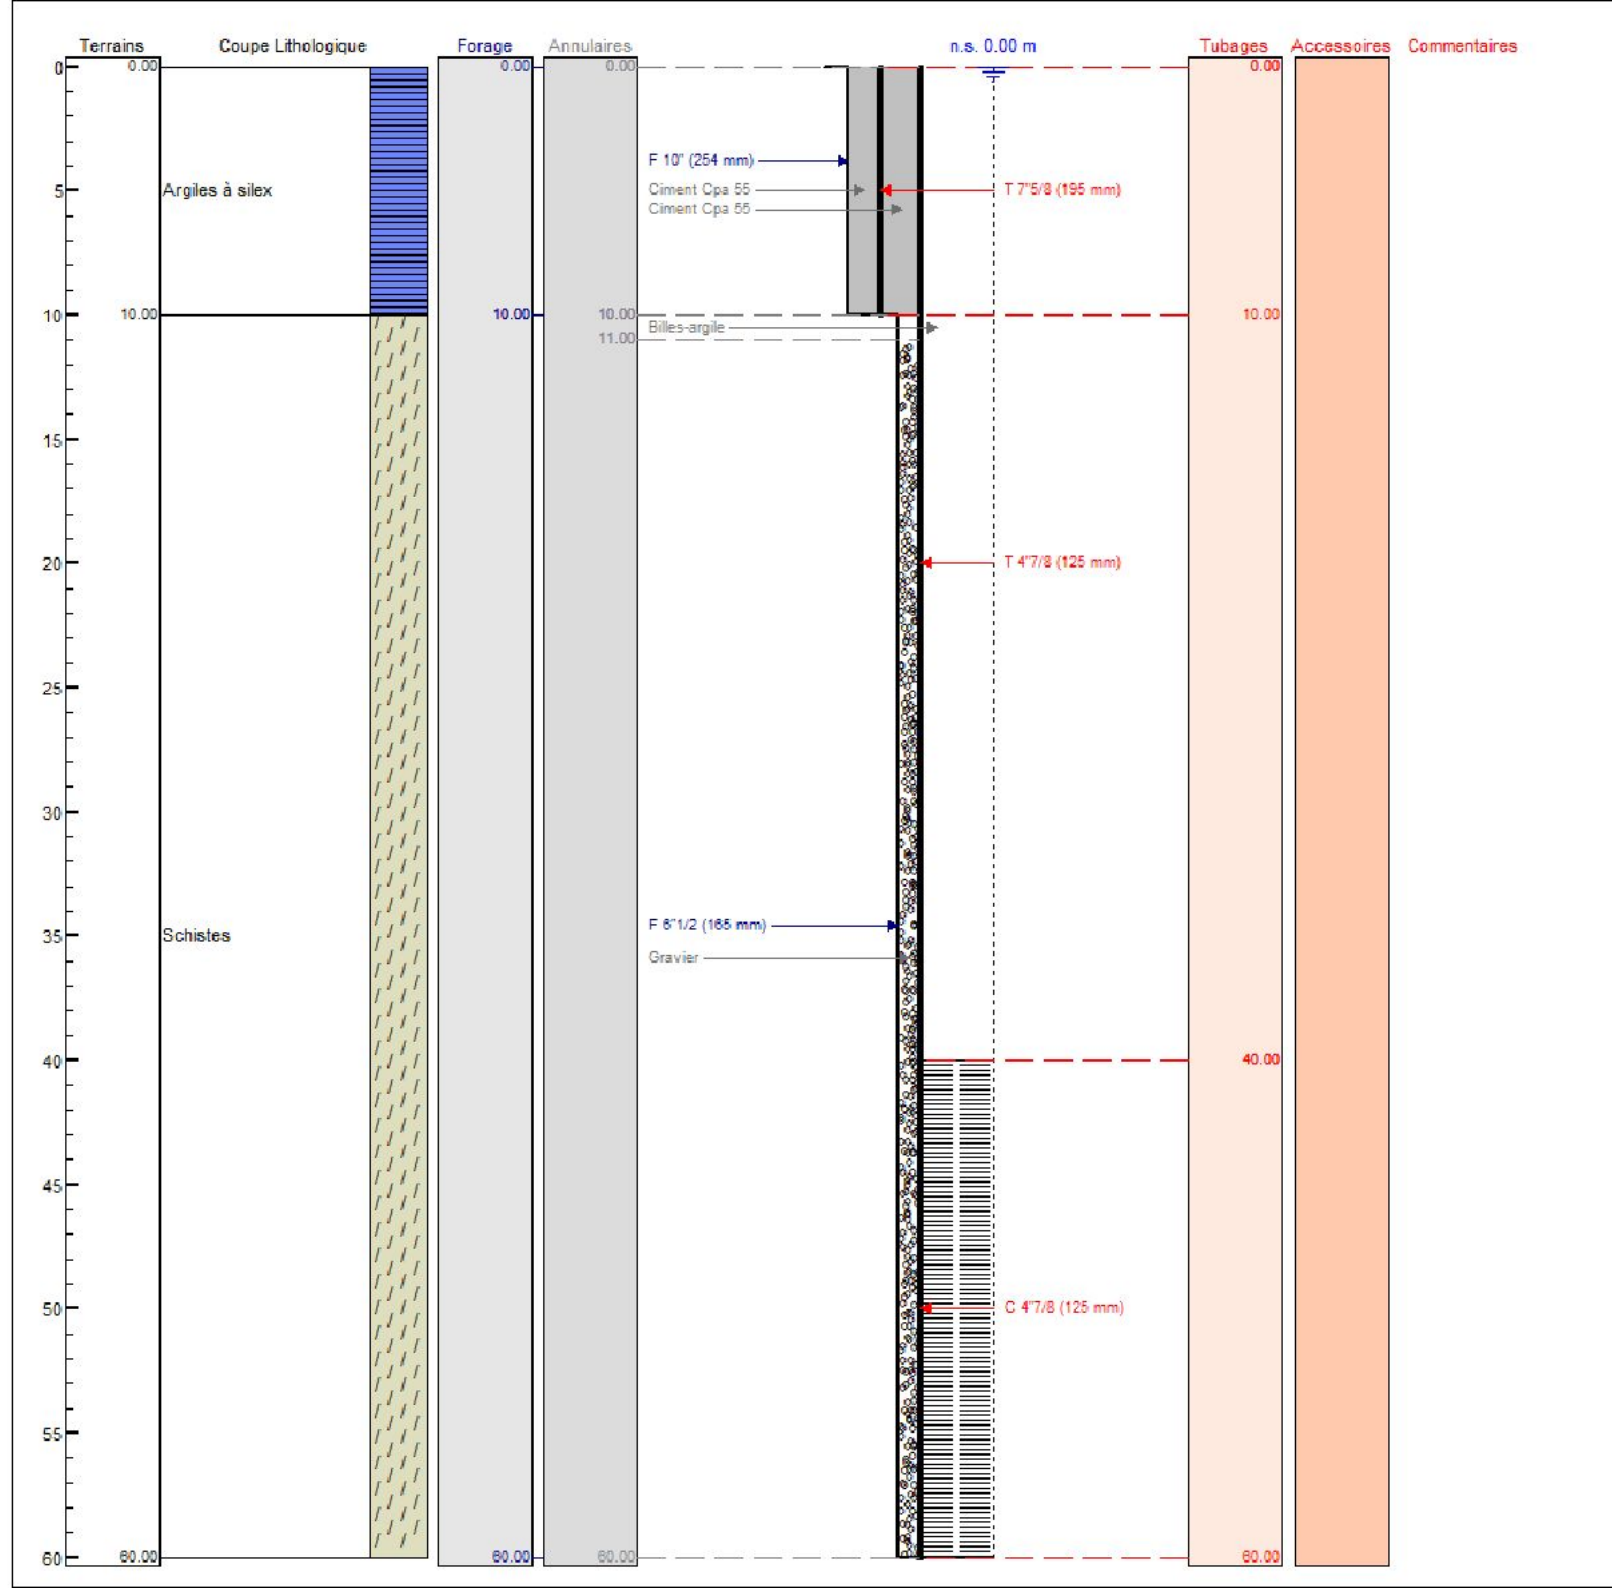 Terrains Coupe Lithologique Forage Annulaires n.s. 0.00 m Tubages Accessoires Commentaires
0 0.00 0.00 0.00 0.00
F 10" (254 mm)
5 Argiles à silex Ciment Cpa 55 T 7"5/8 (195 mm)
Ciment Cpa 55
10 10.00 10.00 10.00 10.00
Billes-argile
11.00
15
20 T 4"7/8 (125 mm)
25
30
F 6"1/2 (165 mm)
35 Schistes
Gravier
40 40.00
45
50 C 4"7/8 (125 mm)
55
60 60.00 60.00 60.00 60.00